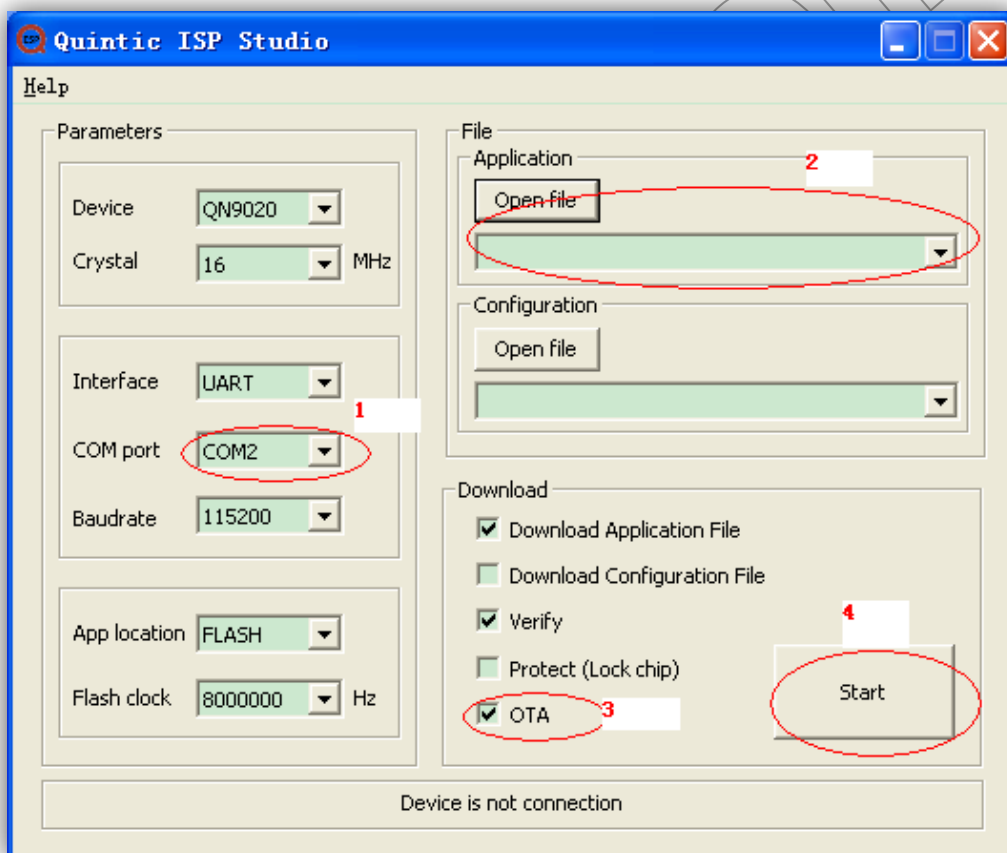 Quintic ISP Studio
Help
Parameters
Device QN9020
Crystal 16 MHz
Interface UART
1
COM port COM2
Baudrate 115200
App location FLASH
Flash clock 8000000 Hz
File
Application
2
Open file
Configuration
Open file
Download
Download Application File
Download Configuration File
Verify
Protect (Lock chip)
OTA
3
4
Start
Device is not connection